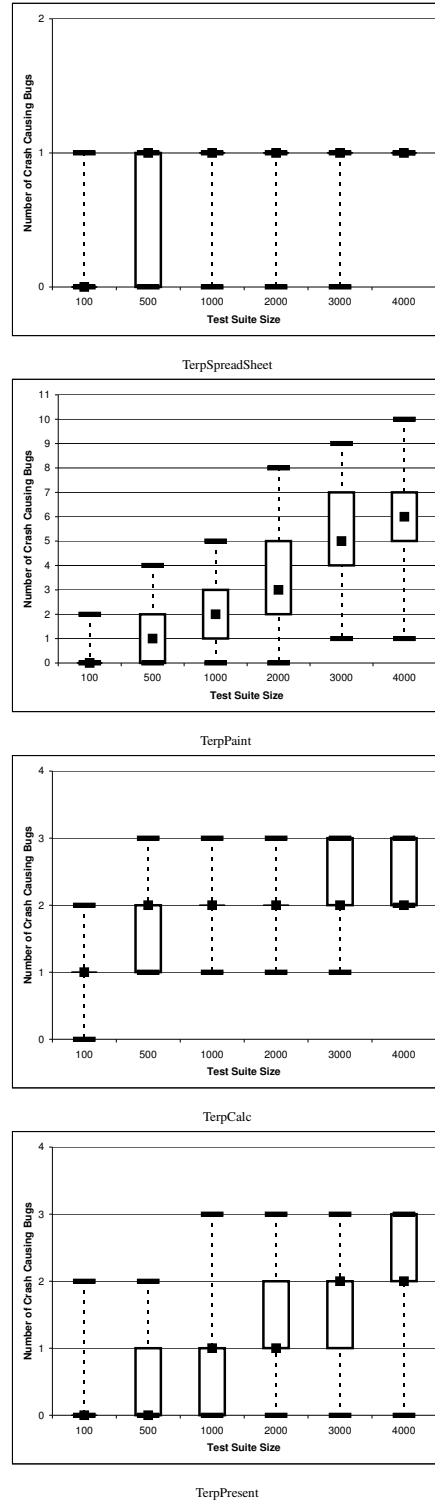 Number of Crash Causing Bugs
2
1
0
100 500 1000 2000 3000 4000
Test Suite Size
TerpSpreadSheet
Number of Crash Causing Bugs
11
10
9
8
7
6
5
4
3
2
1
0
100 500 1000 2000 3000 4000
Test Suite Size
TerpPaint
Number of Crash Causing Bugs
4
3
2
1
0
100 500 1000 2000 3000 4000
Test Suite Size
TerpCalc
Number of Crash Causing Bugs
4
3
2
1
0
100 500 1000 2000 3000 4000
Test Suite Size
TerpPresent